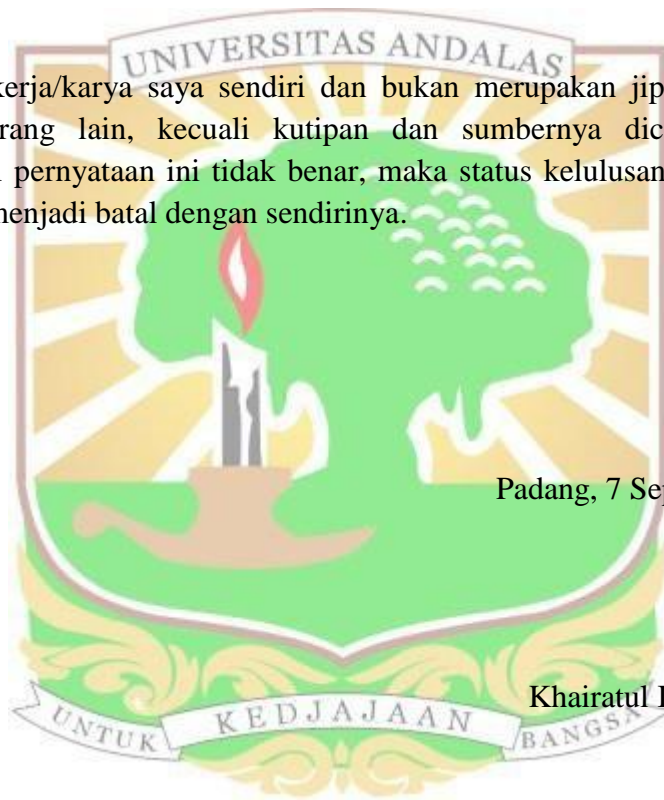 UNIVERSITAS ANDALAS
kerja/karya saya sendiri dan bukan merupakan jip
rang lain, kecuali kutipan dan sumbernya dic
pernyataan ini tidak benar, maka status kelulusan
menjadi batal dengan sendirinya.
Padang, 7 Sep
Khairatul
UNTUK KEDJAJAAN BANGSA